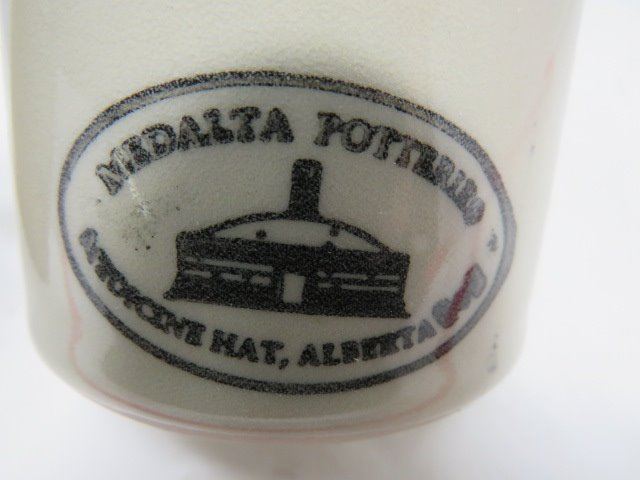 MEDALTA POTTERIES
MEDICINE HAT, ALBERTA